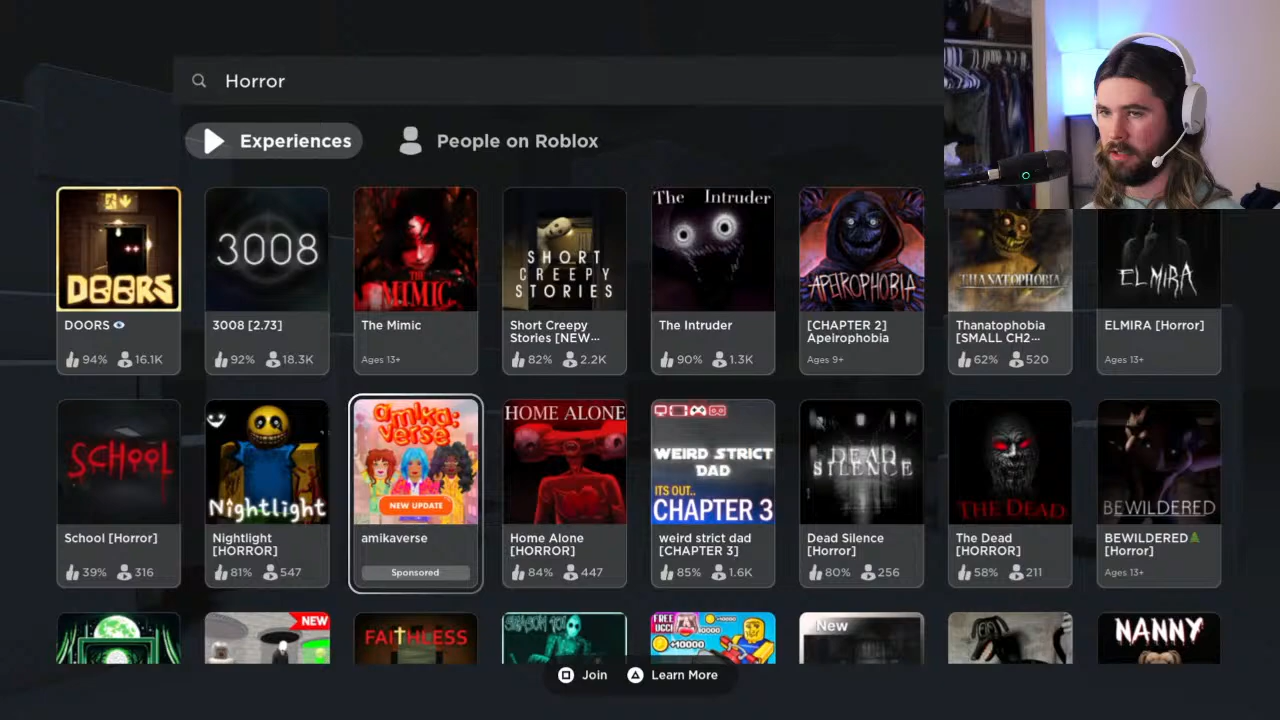 Horror
Experiences
People on Roblox
DOORS
3008
THE
MIMIC
SHORT
CREEPY
STORIES
The Intruder
APEIROPHOBIA
THANATOPHOBIA
ELMIRA
DOORS
94% 16.1K
3008 [2.73]
92% 18.3K
The Mimic
Ages 13+
Short Creepy
Stories [NEW...
82% 2.2K
The Intruder
90% 1.3K
[CHAPTER 2]
Apeirophobia
Ages 9+
Thanatophobia
[SMALL CH2...
62% 520
ELMIRA [Horror]
Ages 13+
SCHOOL
Nightlight
amika:
verse
NEW UPDATE
HOME ALONE
WEIRD STRICT
DAD
ITS OUT..
CHAPTER 3
DEAD
SILENCE
THE DEAD
BEWILDERED
School [Horror]
39% 316
Nightlight
[HORROR]
81% 547
amikaverse
Sponsored
Home Alone
[HORROR]
84% 447
weird strict dad
[CHAPTER 3]
85% 1.6K
Dead Silence
[Horror]
80% 256
The Dead
[HORROR]
58% 211
BEWILDERED
[Horror]
Ages 13+
NEW
FAITHLESS
FREE
UGC!
+10000
New
NANNY
Join
Learn More